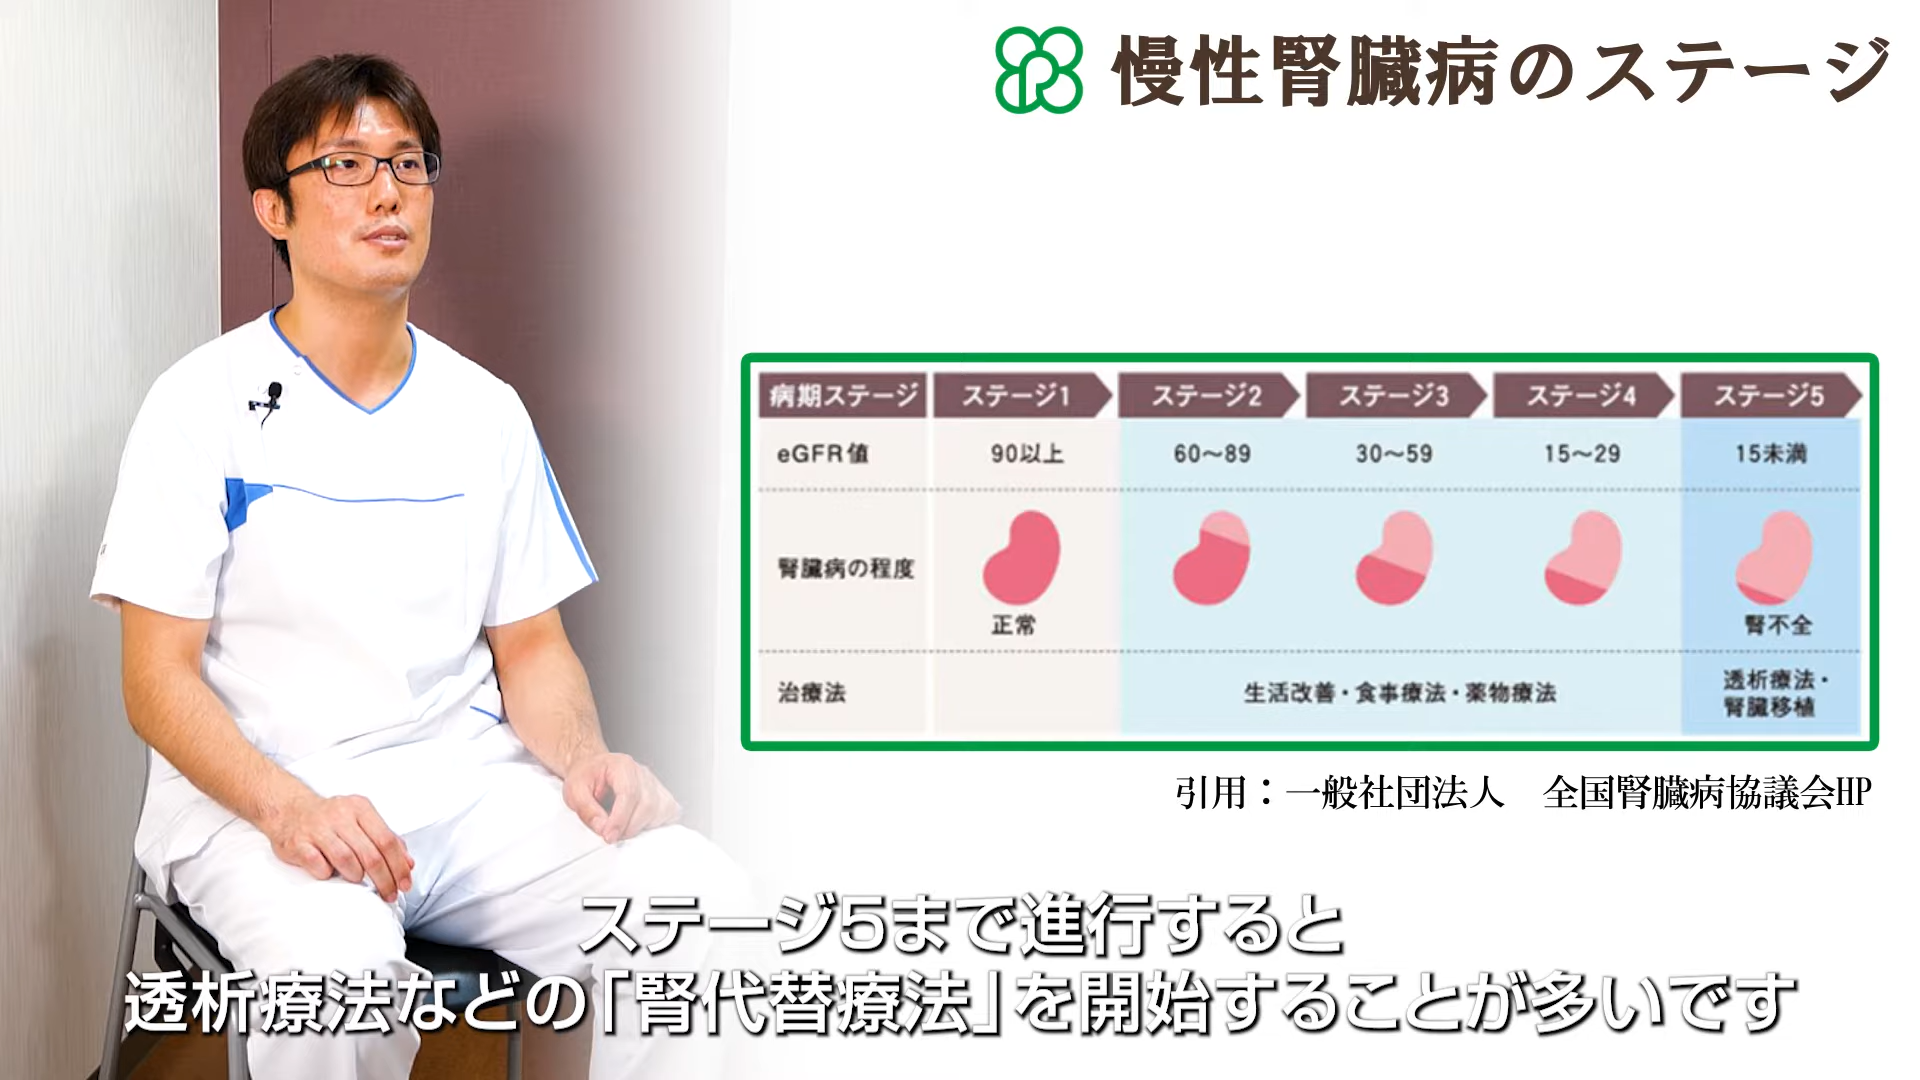 慢性腎臓病のステージ
病期ステージ ステージ1 ステージ2 ステージ3 ステージ4 ステージ5
eGFR値 90以上 60〜89 30〜59 15〜29 15未満
腎臓病の程度
正常 腎不全
治療法 生活改善・食事療法・薬物療法 透析療法・
腎臓移植
引用：一般社団法人　全国腎臓病協議会HP
ステージ5まで進行すると
透析療法などの「腎代替療法」を開始することが多いです